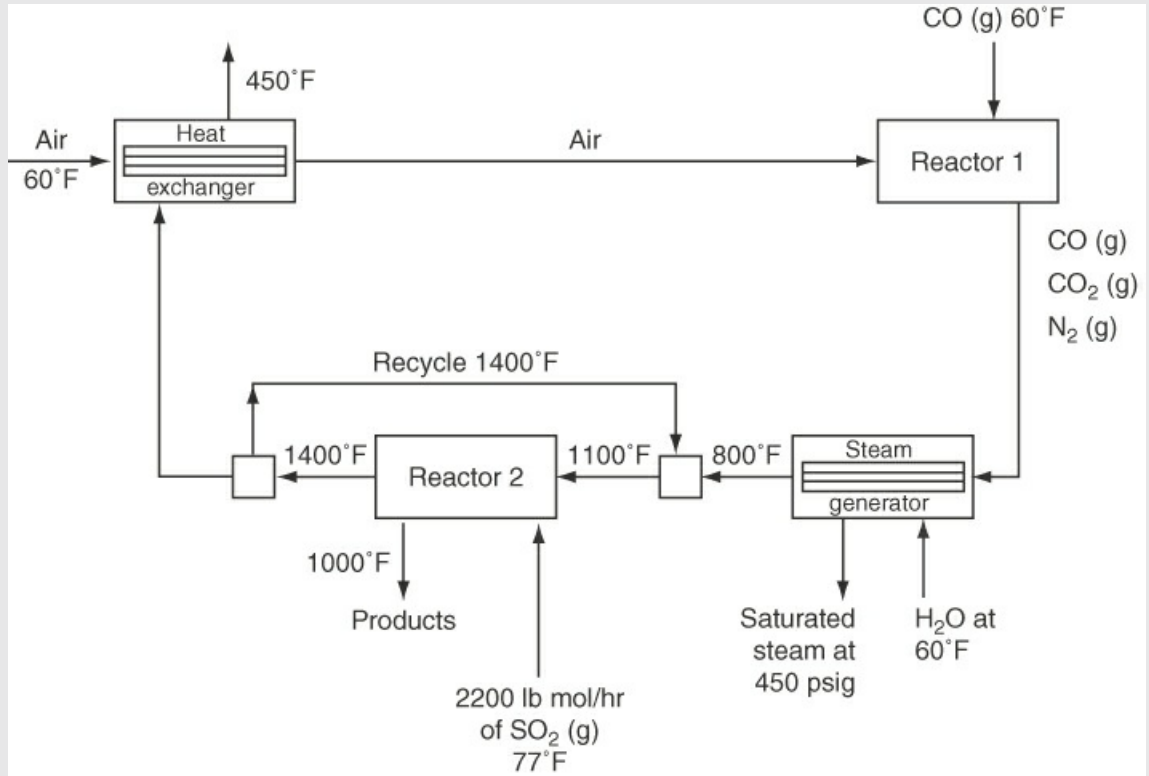 CO (g) 60°F
450°F
Air
60°F
Heat
exchanger
Air
Reactor 1
CO (g)
CO₂ (g)
N₂ (g)
Recycle 1400°F
1400°F
Reactor 2
1100°F
800°F
Steam
generator
1000°F
Products
2200 lb mol/hr
of SO₂ (g)
77°F
Saturated
steam at
450 psig
H₂O at
60°F